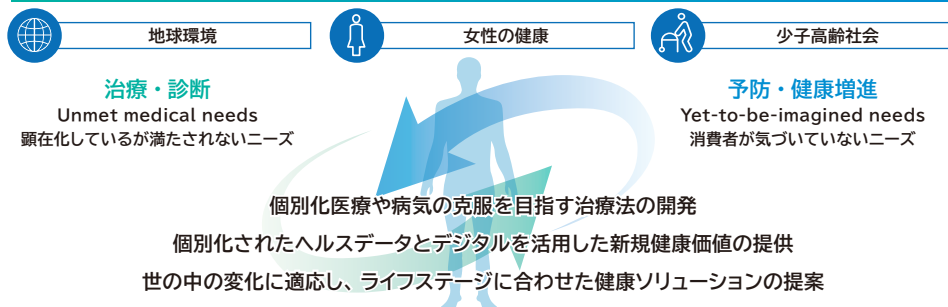 地球環境
女性の健康
少子高齢社会
治療・診断
Unmet medical needs
顕在化しているが満たされないニーズ
予防・健康増進
Yet-to-be-imagined needs
消費者が気づいていないニーズ
個別化医療や病気の克服を目指す治療法の開発
個別化されたヘルスデータとデジタルを活用した新規健康価値の提供
世の中の変化に適応し、ライフステージに合わせた健康ソリューションの提案